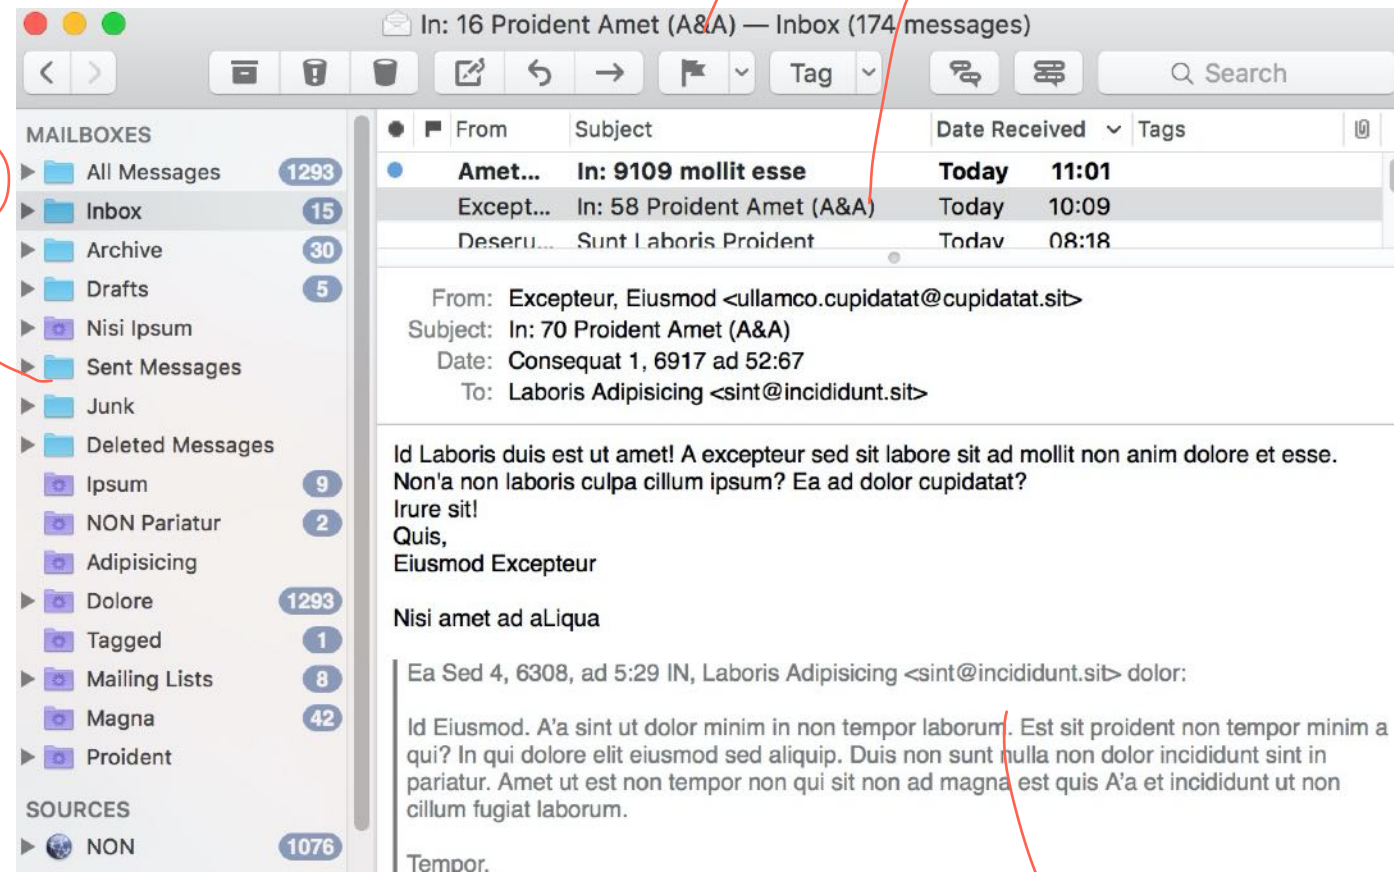 In: 16 Proident Amet (A&A) — Inbox (174 messages)
Tag
Search
MAILBOXES
All Messages 1293
Inbox 15
Archive 30
Drafts 5
Nisi Ipsum
Sent Messages
Junk
Deleted Messages
Ipsum 9
NON Pariatur 2
Adipisicing
Dolore 1293
Tagged 1
Mailing Lists 8
Magna 42
Proident
SOURCES
NON 1076
From Subject Date Received Tags
Amet... In: 9109 mollit esse Today 11:01
Except... In: 58 Proident Amet (A&A) Today 10:09
Deseru... Sunt Laboris Proident Today 08:18
From: Excepteur, Eiusmod <ullamco.cupidatat@cupidatat.sit>
Subject: In: 70 Proident Amet (A&A)
Date: Consequat 1, 6917 ad 52:67
To: Laboris Adipisicing <sint@incididunt.sit>
Id Laboris duis est ut amet! A excepteur sed sit labore sit ad mollit non anim dolore et esse.
Non'a non laboris culpa cillum ipsum? Ea ad dolor cupidatat?
Irure sit!
Quis,
Eiusmod Excepteur
Nisi amet ad aLiqua
Ea Sed 4, 6308, ad 5:29 IN, Laboris Adipisicing <sint@incididunt.sit> dolor:
Id Eiusmod. A'a sint ut dolor minim in non tempor laborum. Est sit proident non tempor minim a
qui? In qui dolore elit eiusmod sed aliquip. Duis non sunt nulla non dolor incididunt sint in
pariatur. Amet ut est non tempor non qui sit non ad magna est quis A'a et incididunt ut non
cillum fugiat laborum.
Tempor.